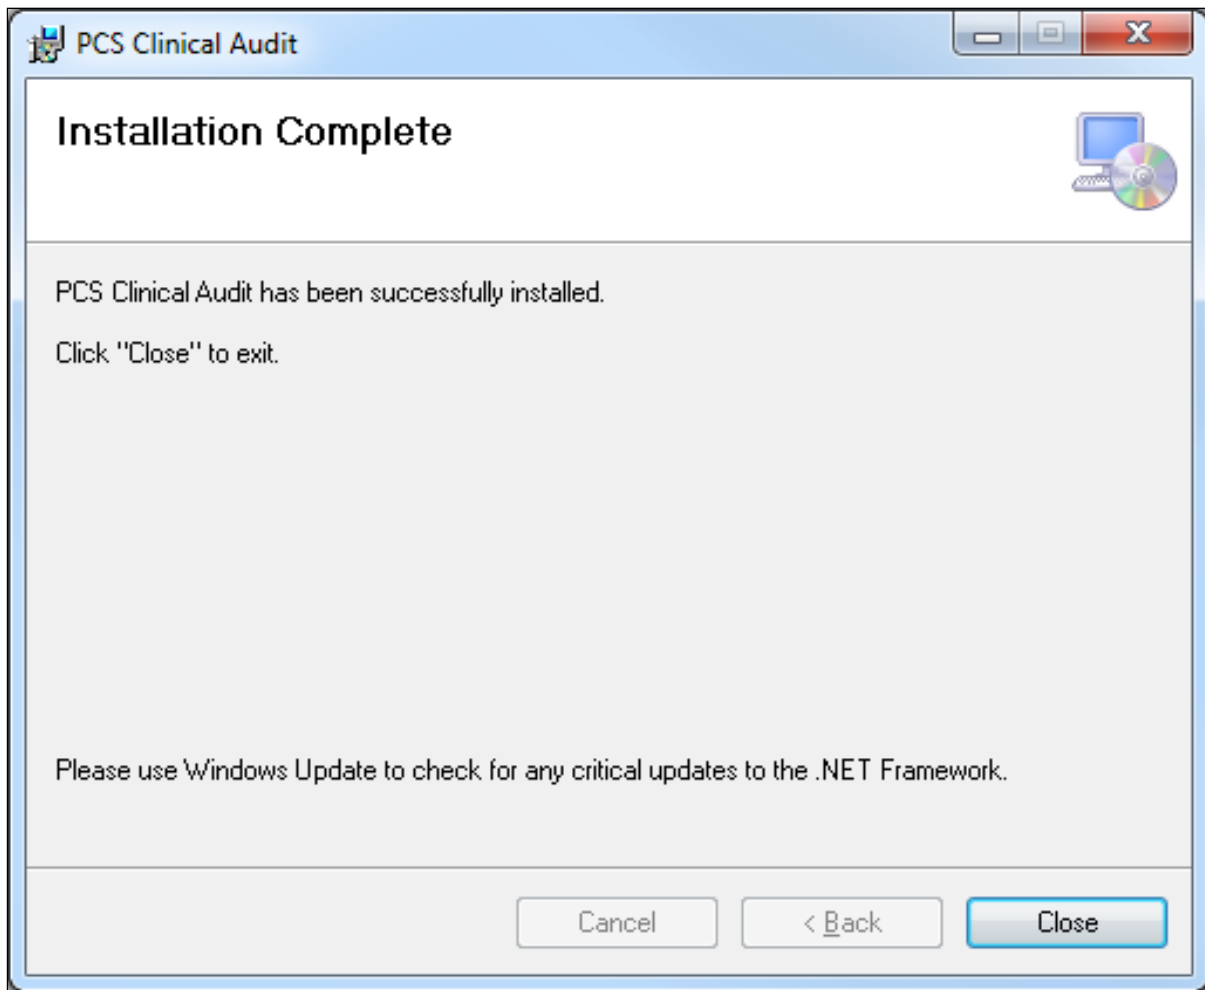 PCS Clinical Audit
Installation Complete
PCS Clinical Audit has been successfully installed.
Click "Close" to exit.
Please use Windows Update to check for any critical updates to the .NET Framework.
Cancel
< Back
Close